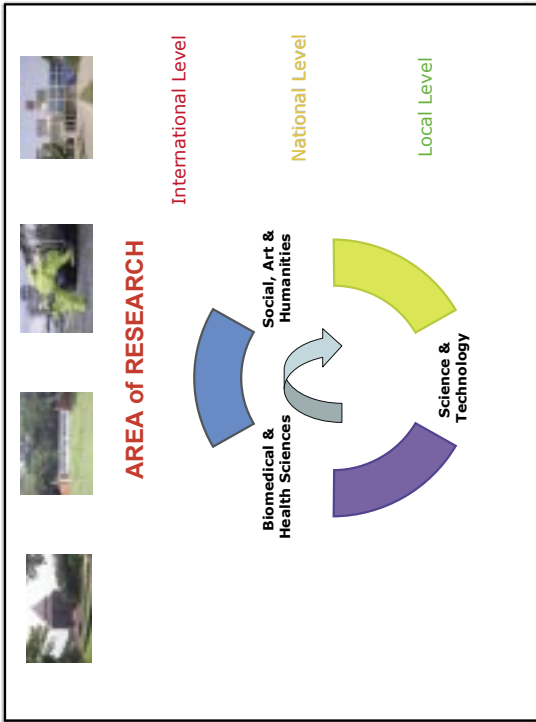 AREA of RESEARCH
Biomedical &
Health Sciences
Social, Art &
Humanities
Science &
Technology
International Level
National Level
Local Level